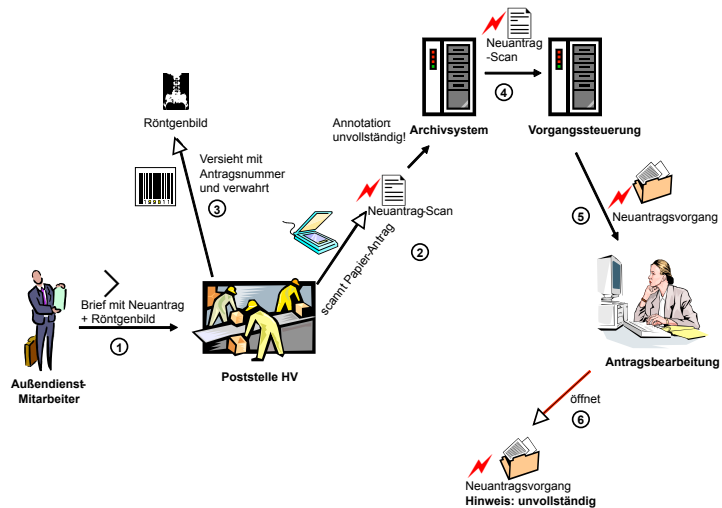 Neuantrag
-Scan
4
Archivsystem
Vorgangssteuerung
Annotation:
unvollständig!
Röntgenbild
Versieht mit
Antragsnummer
und verwahrt
3
199811
Neuantrag-Scan
2
scannt Papier-Antrag
5
Neuantragsvorgang
Brief mit Neuantrag
+ Röntgenbild
1
Außendienst-
Mitarbeiter
Poststelle HV
Antragsbearbeitung
öffnet
6
Neuantragsvorgang
Hinweis: unvollständig